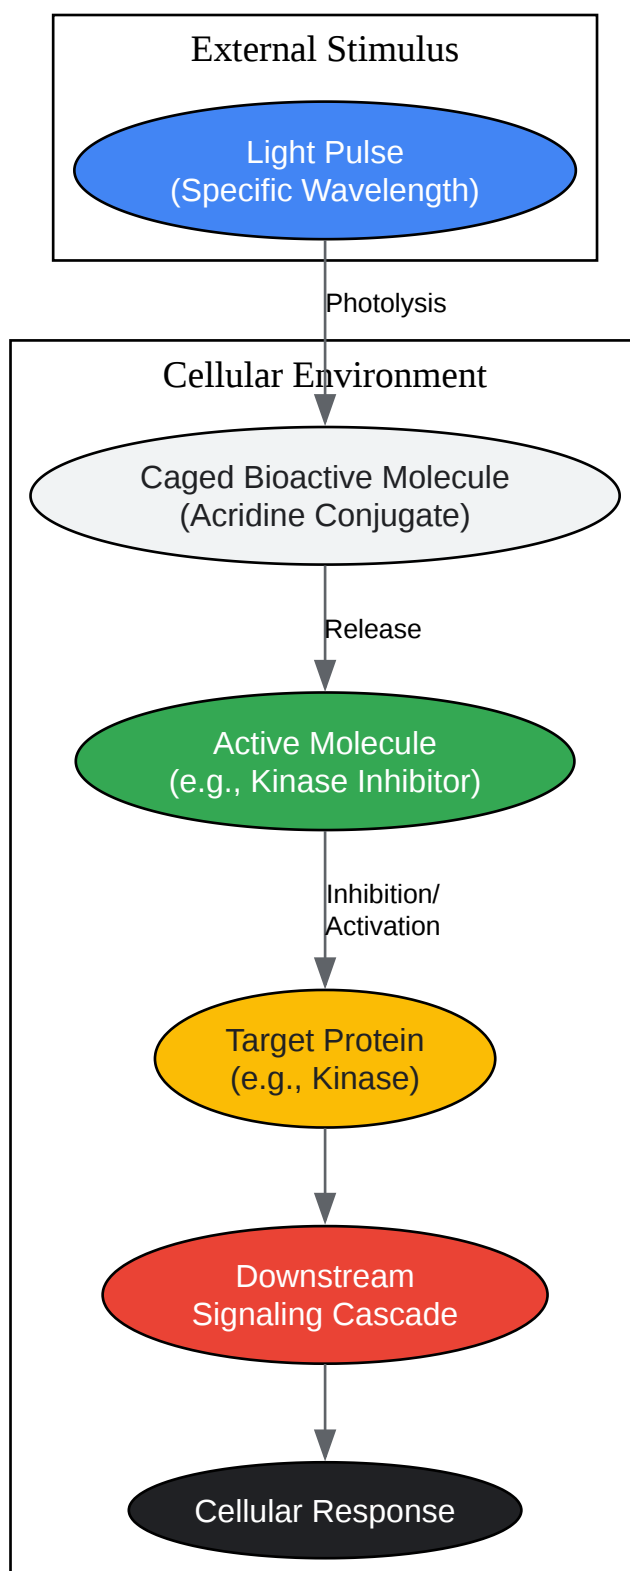 External Stimulus
Light Pulse
(Specific Wavelength)
Photolysis
Cellular Environment
Caged Bioactive Molecule
(Acridine Conjugate)
Release
Active Molecule
(e.g., Kinase Inhibitor)
Inhibition/
Activation
Target Protein
(e.g., Kinase)
Downstream
Signaling Cascade
Cellular Response